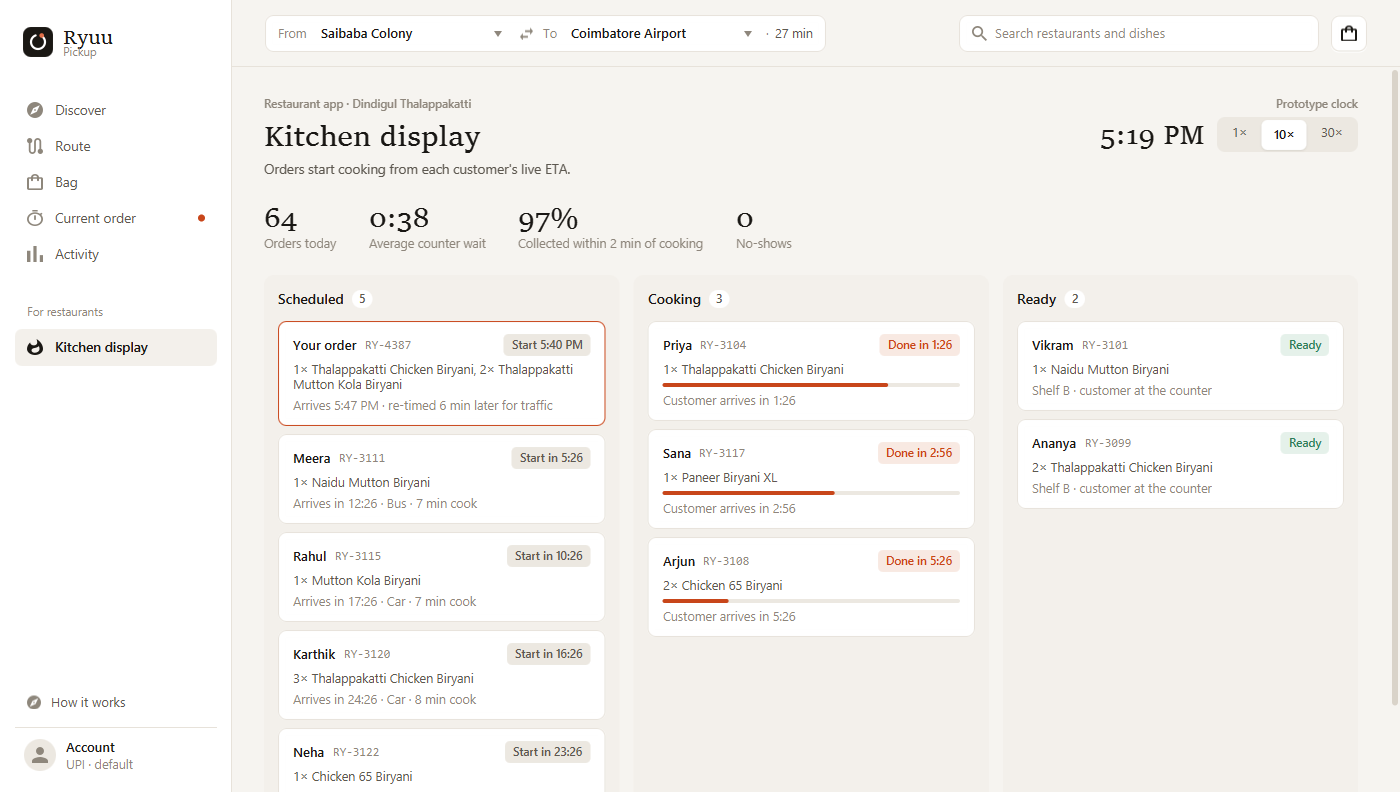 Ryuu
Pickup
Discover
Route
Bag
Current order
Activity
For restaurants
Kitchen display
How it works
Account
UPI · default
From Saibaba Colony To Coimbatore Airport · 27 min
Search restaurants and dishes
Restaurant app · Dindigul Thalappakatti
Kitchen display
Orders start cooking from each customer's live ETA.
Prototype clock
5:19 PM 1× 10× 30×
64
Orders today
0:38
Average counter wait
97%
Collected within 2 min of cooking
0
No-shows
Scheduled 5
Your order RY-4387 Start 5:40 PM
1× Thalappakatti Chicken Biryani, 2× Thalappakatti
Mutton Kola Biryani
Arrives 5:47 PM · re-timed 6 min later for traffic
Meera RY-3111 Start in 5:26
1× Naidu Mutton Biryani
Arrives in 12:26 · Bus · 7 min cook
Rahul RY-3115 Start in 10:26
1× Mutton Kola Biryani
Arrives in 17:26 · Car · 7 min cook
Karthik RY-3120 Start in 16:26
3× Thalappakatti Chicken Biryani
Arrives in 24:26 · Car · 8 min cook
Neha RY-3122 Start in 23:26
1× Chicken 65 Biryani
Cooking 3
Priya RY-3104 Done in 1:26
1× Thalappakatti Chicken Biryani
Customer arrives in 1:26
Sana RY-3117 Done in 2:56
1× Paneer Biryani XL
Customer arrives in 2:56
Arjun RY-3108 Done in 5:26
2× Chicken 65 Biryani
Customer arrives in 5:26
Ready 2
Vikram RY-3101 Ready
1× Naidu Mutton Biryani
Shelf B · customer at the counter
Ananya RY-3099 Ready
2× Thalappakatti Chicken Biryani
Shelf B · customer at the counter